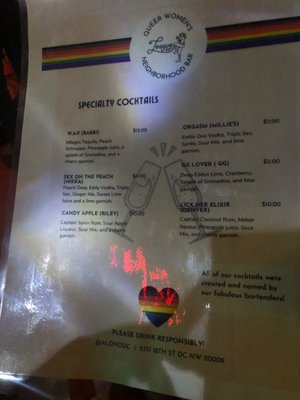 QUEER WOMEN'S
NEIGHBORHOOD BAR
SPECIALTY COCKTAILS
W.A.P (BARBI) $12.00
Milagro Tequila, Peach
Schnapps, Pineapple juice, a
splash of Grenadine, and a
cherry garnish.
SEX ON THE PEACH
(NIKKA)
Peach Deep Eddy Vodka, Triple
Sec, Ginger Ale, Sweet Lime
Juice and a lime garnish.
CANDY APPLE (RILEY) $10.00
Captain Spice Rum, Sour Apple
Liqueur, Sour Mix, and a cherry
garnish.
ORGASM (MILLIE'S) $11.00
Kettle One Vodka, Triple Sec,
Sprite, Sour Mix and lime
garnish.
GG LOVER ( GG)
Deep Eddys Lime, Cranberry,
Splash of Grenadine, and lime
garnish.
LICK HER ELIXIR
(DENVER)
Captain Coconut Rum, Melon
liqueur, Pineapple juice, Sour
Mix, and cherry garnish.
All of our cocktails were
created and named by
our fabulous bartenders!
PLEASE DRINK RESPONSIBLY!
@ALOHODC | 2317 18TH ST DC NW 20009